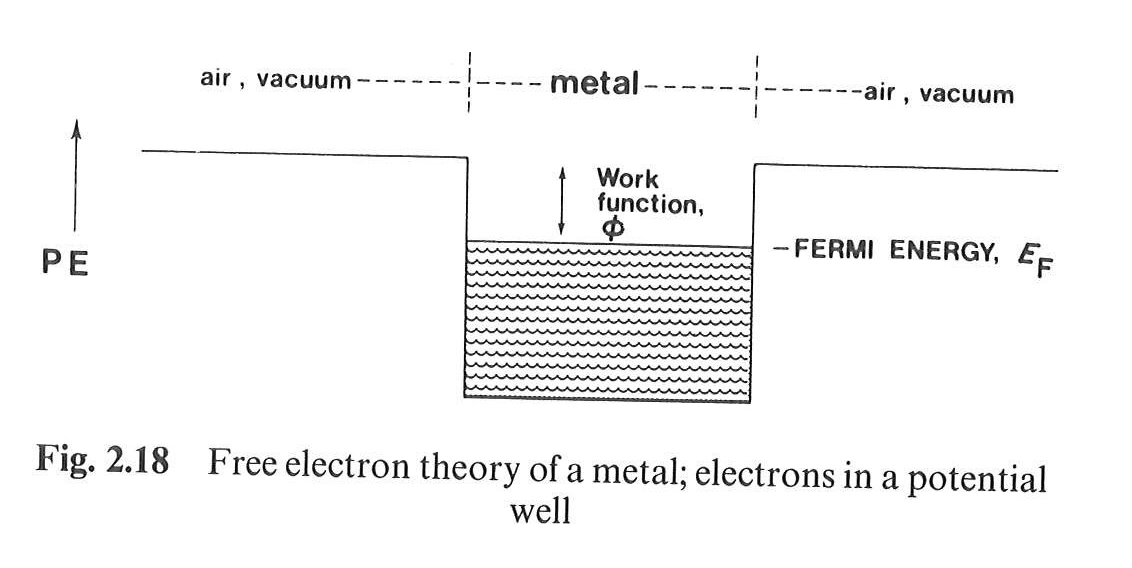 air , vacuum metal air , vacuum
Work
function,
Φ
PE
FERMI ENERGY, EF
Fig. 2.18 Free electron theory of a metal; electrons in a potential
well